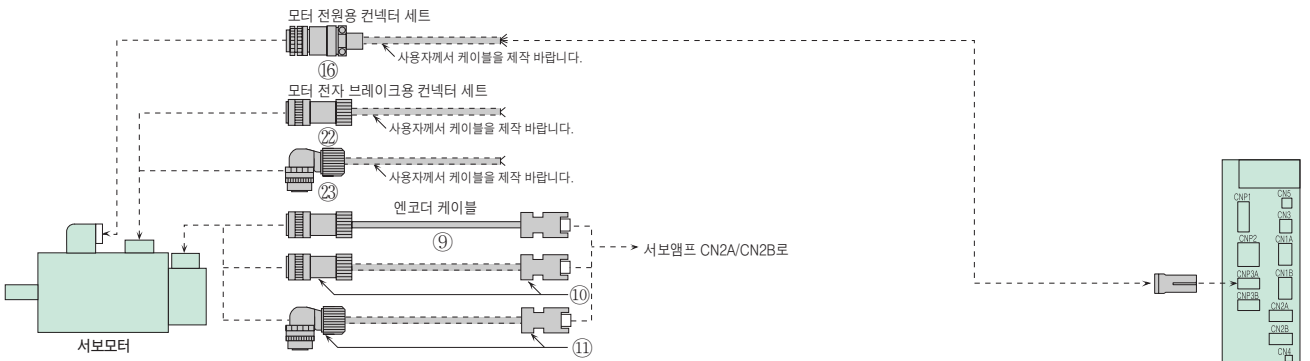 모터 전원용 컨넥터 세트
사용자께서 케이블을 제작 바랍니다.
⑯
모터 전자 브레이크용 컨넥터 세트
사용자께서 케이블을 제작 바랍니다.
㉒
사용자께서 케이블을 제작 바랍니다.
㉓
엔코더 케이블
⑨
서보앰프 CN2A/CN2B로
⑩
⑪
서보모터
CNP1
CN5
CN3
CNP2
CN1A
CNP3A
CN1B
CNP3B
CN2A
CN2B
CN4